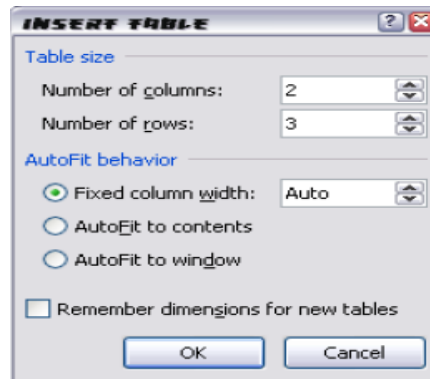 INSERT TABLE
Table size
Number of columns: 2
Number of rows: 3
AutoFit behavior
Fixed column width: Auto
AutoFit to contents
AutoFit to window
Remember dimensions for new tables
OK Cancel